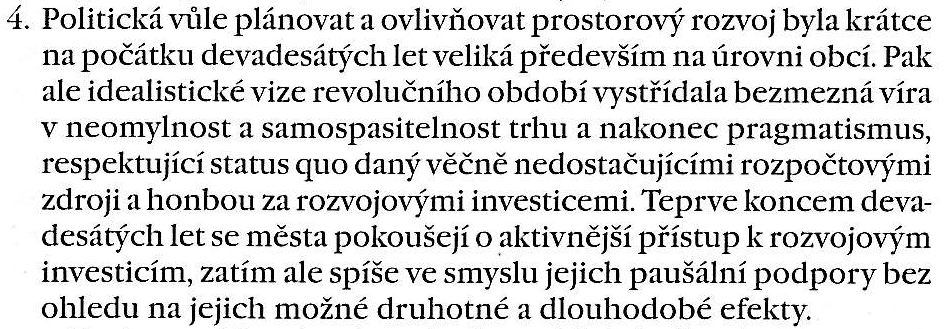 4. Politická vůle plánovat a ovlivňovat prostorový rozvoj byla krátce
na počátku devadesátých let veliká především na úrovni obcí. Pak
ale idealistické vize revolučního období vystřídala bezmezná víra
v neomylnost a samospasitelnost trhu a nakonec pragmatismus,
respektující status quo daný věčně nedostačujícími rozpočtovými
zdroji a honbou za rozvojovými investicemi. Teprve koncem deva-
desátých let se města pokoušejí o aktivnější přístup k rozvojovým
investicím, zatím ale spíše ve smyslu jejich paušální podpory bez
ohledu na jejich možné druhotné a dlouhodobé efekty.